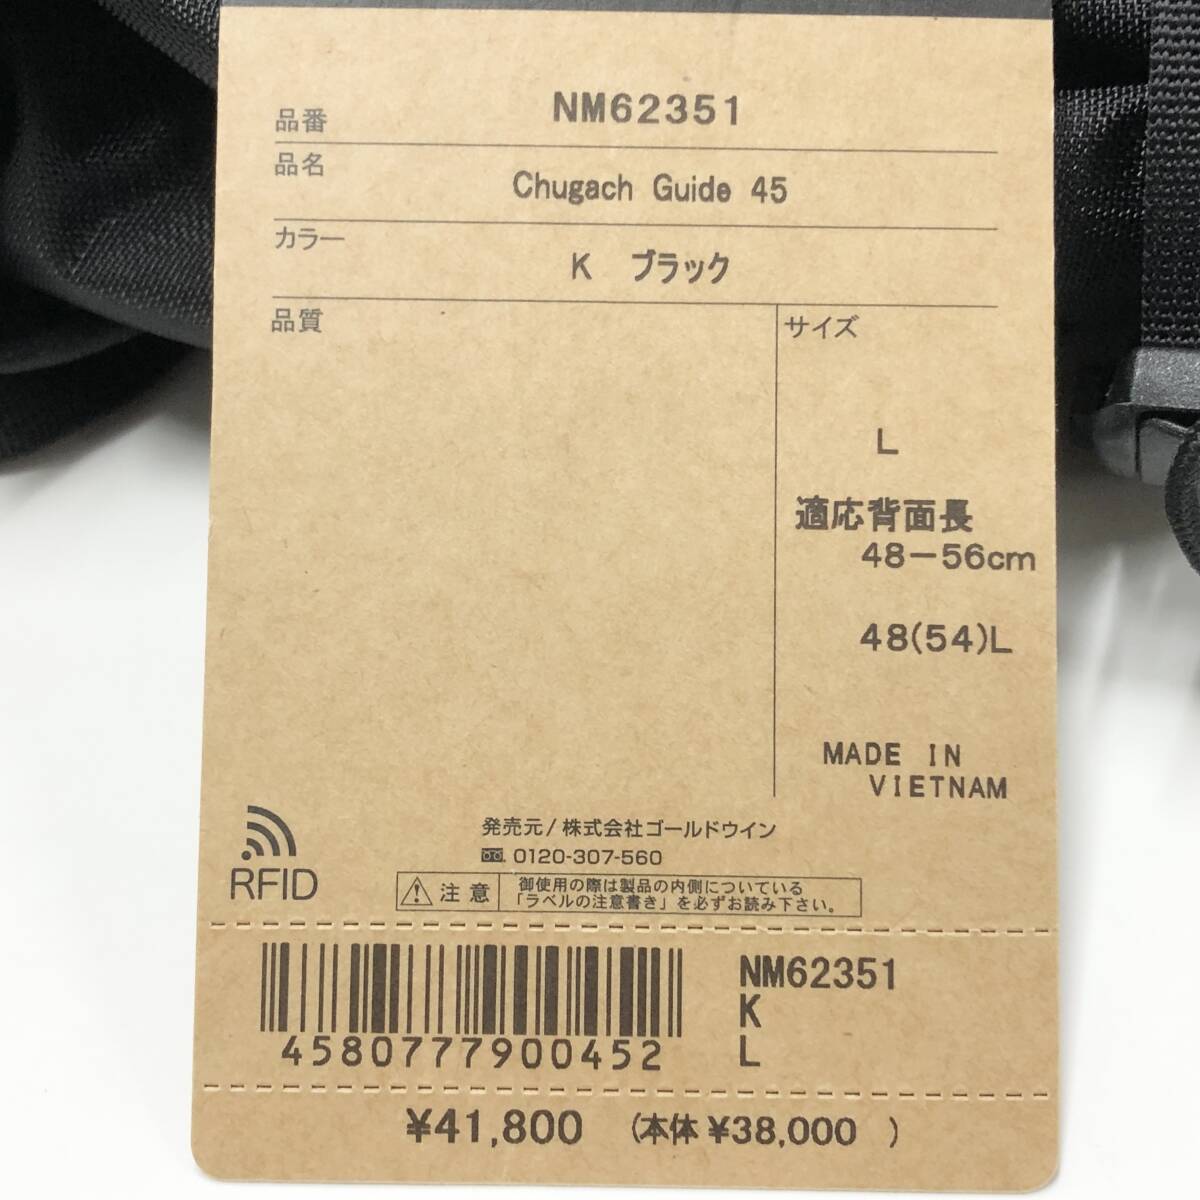 品番 NM62351
品名 Chugach Guide 45
カラー K ブラック
品質
サイズ
L
適応背面長
48-56cm
48(54)L
MADE IN
VIETNAM
RFID
発売元/株式会社ゴールドウイン
0120-307-560
注意
御使用の際は製品の内側についている
「ラベルの注意書き」を必ずお読み下さい。
4580777900452
NM62351
K
L
¥41,800 (本体 ¥38,000 )